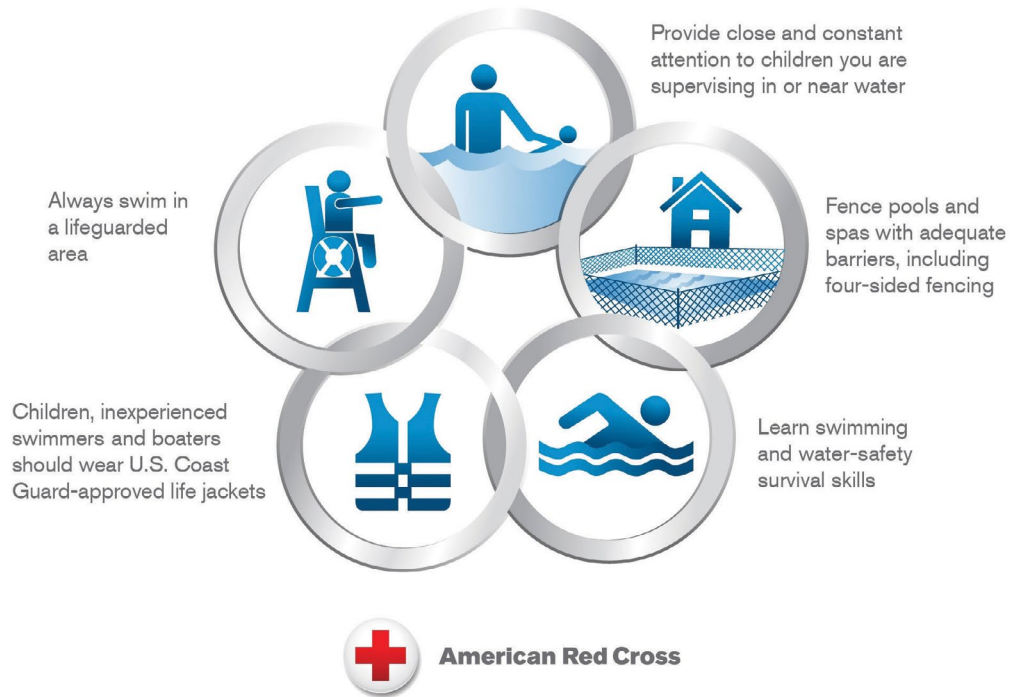 Provide close and constant
attention to children you are
supervising in or near water
Always swim in
a lifeguarded
area
Fence pools and
spas with adequate
barriers, including
four-sided fencing
Children, inexperienced
swimmers and boaters
should wear U.S. Coast
Guard-approved life jackets
Learn swimming
and water-safety
survival skills
American Red Cross